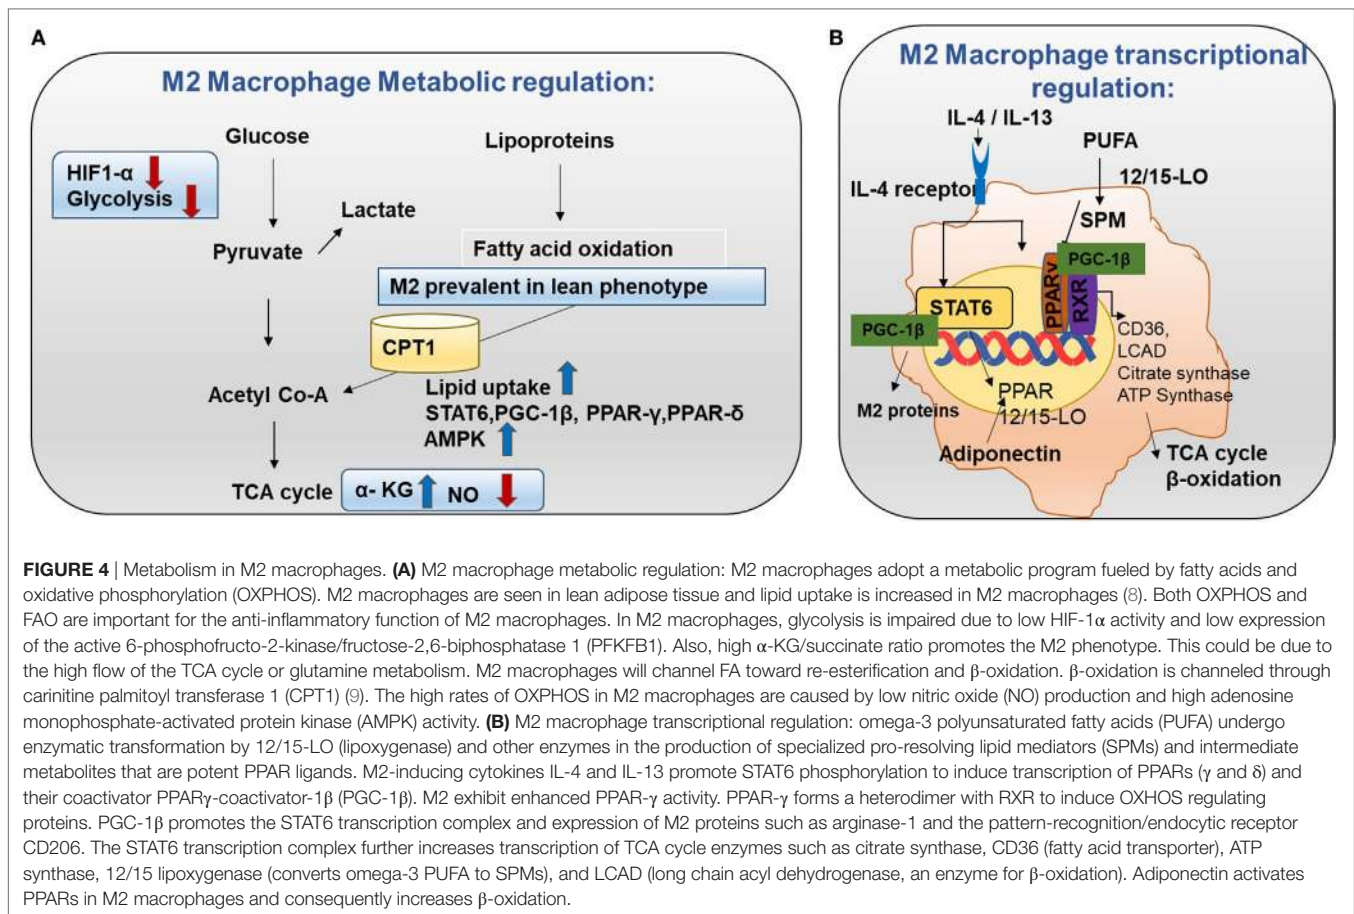 A
M2 Macrophage Metabolic regulation:
Glucose
Lipoproteins
HIF1-α
Glycolysis
Lactate
Pyruvate
Fatty acid oxidation
M2 prevalent in lean phenotype
CPT1
Acetyl Co-A
Lipid uptake
STAT6,PGC-1β, PPAR-γ,PPAR-δ
AMPK
TCA cycle
α- KG
NO
B
M2 Macrophage transcriptional
regulation:
IL-4 / IL-13
PUFA
IL-4 receptor
12/15-LO
SPM
PGC-1β
PPARγ
RXR
STAT6
PGC-1β
CD36,
LCAD
Citrate synthase
ATP Synthase
M2 proteins
PPAR
12/15-LO
Adiponectin
TCA cycle
β-oxidation
FIGURE 4 | Metabolism in M2 macrophages. (A) M2 macrophage metabolic regulation: M2 macrophages adopt a metabolic program fueled by fatty acids and
oxidative phosphorylation (OXPHOS). M2 macrophages are seen in lean adipose tissue and lipid uptake is increased in M2 macrophages (8). Both OXPHOS and
FAO are important for the anti-inflammatory function of M2 macrophages. In M2 macrophages, glycolysis is impaired due to low HIF-1α activity and low expression
of the active 6-phosphofructo-2-kinase/fructose-2,6-biphosphatase 1 (PFKFB1). Also, high α-KG/succinate ratio promotes the M2 phenotype. This could be due to
the high flow of the TCA cycle or glutamine metabolism. M2 macrophages will channel FA toward re-esterification and β-oxidation. β-oxidation is channeled through
carinitine palmitoyl transferase 1 (CPT1) (9). The high rates of OXPHOS in M2 macrophages are caused by low nitric oxide (NO) production and high adenosine
monophosphate-activated protein kinase (AMPK) activity. (B) M2 macrophage transcriptional regulation: omega-3 polyunsaturated fatty acids (PUFA) undergo
enzymatic transformation by 12/15-LO (lipoxygenase) and other enzymes in the production of specialized pro-resolving lipid mediators (SPMs) and intermediate
metabolites that are potent PPAR ligands. M2-inducing cytokines IL-4 and IL-13 promote STAT6 phosphorylation to induce transcription of PPARs (γ and δ) and
their coactivator PPARγ-coactivator-1β (PGC-1β). M2 exhibit enhanced PPAR-γ activity. PPAR-γ forms a heterodimer with RXR to induce OXHOS regulating
proteins. PGC-1β promotes the STAT6 transcription complex and expression of M2 proteins such as arginase-1 and the pattern-recognition/endocytic receptor
CD206. The STAT6 transcription complex further increases transcription of TCA cycle enzymes such as citrate synthase, CD36 (fatty acid transporter), ATP
synthase, 12/15 lipoxygenase (converts omega-3 PUFA to SPMs), and LCAD (long chain acyl dehydrogenase, an enzyme for β-oxidation). Adiponectin activates
PPARs in M2 macrophages and consequently increases β-oxidation.